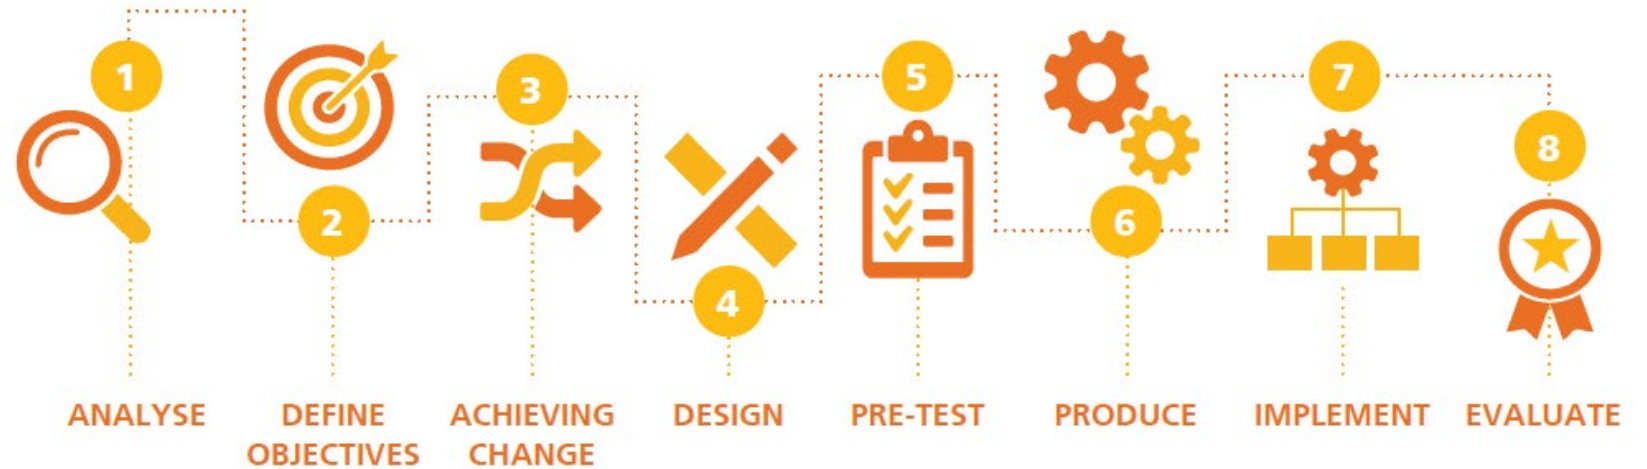 1
2
3
4
5
6
7
8
ANALYSE
DEFINE
OBJECTIVES
ACHIEVING
CHANGE
DESIGN
PRE-TEST
PRODUCE
IMPLEMENT
EVALUATE